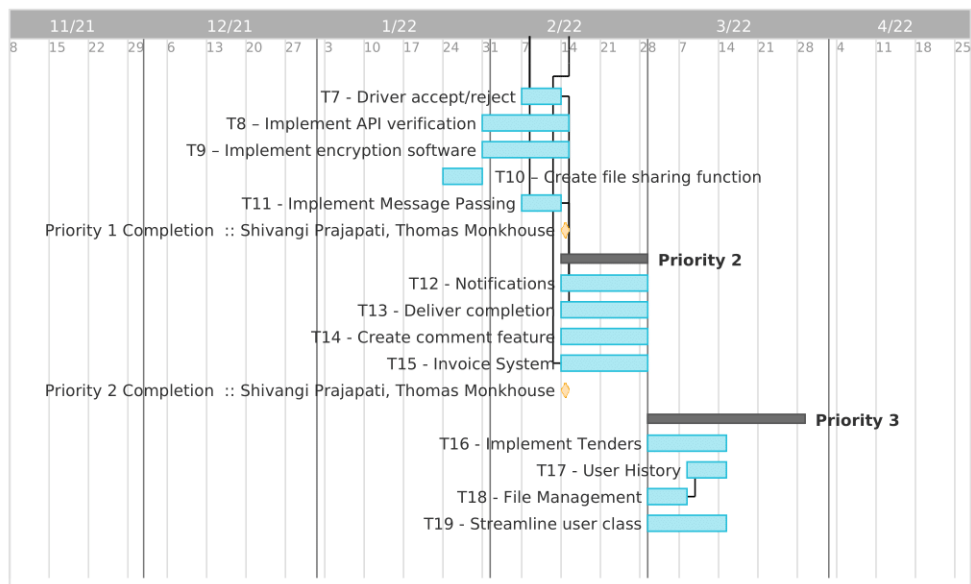 11/21 12/21 1/22 2/22 3/22 4/22
8 15 22 29 6 13 20 27 3 10 17 24 31 7 14 21 28 7 14 21 28 4 11 18 25
T7 - Driver accept/reject
T8 – Implement API verification
T9 – Implement encryption software
T10 – Create file sharing function
T11 - Implement Message Passing
Priority 1 Completion :: Shivangi Prajapati, Thomas Monkhouse
Priority 2
T12 - Notifications
T13 - Deliver completion
T14 - Create comment feature
T15 - Invoice System
Priority 2 Completion :: Shivangi Prajapati, Thomas Monkhouse
Priority 3
T16 - Implement Tenders
T17 - User History
T18 - File Management
T19 - Streamline user class